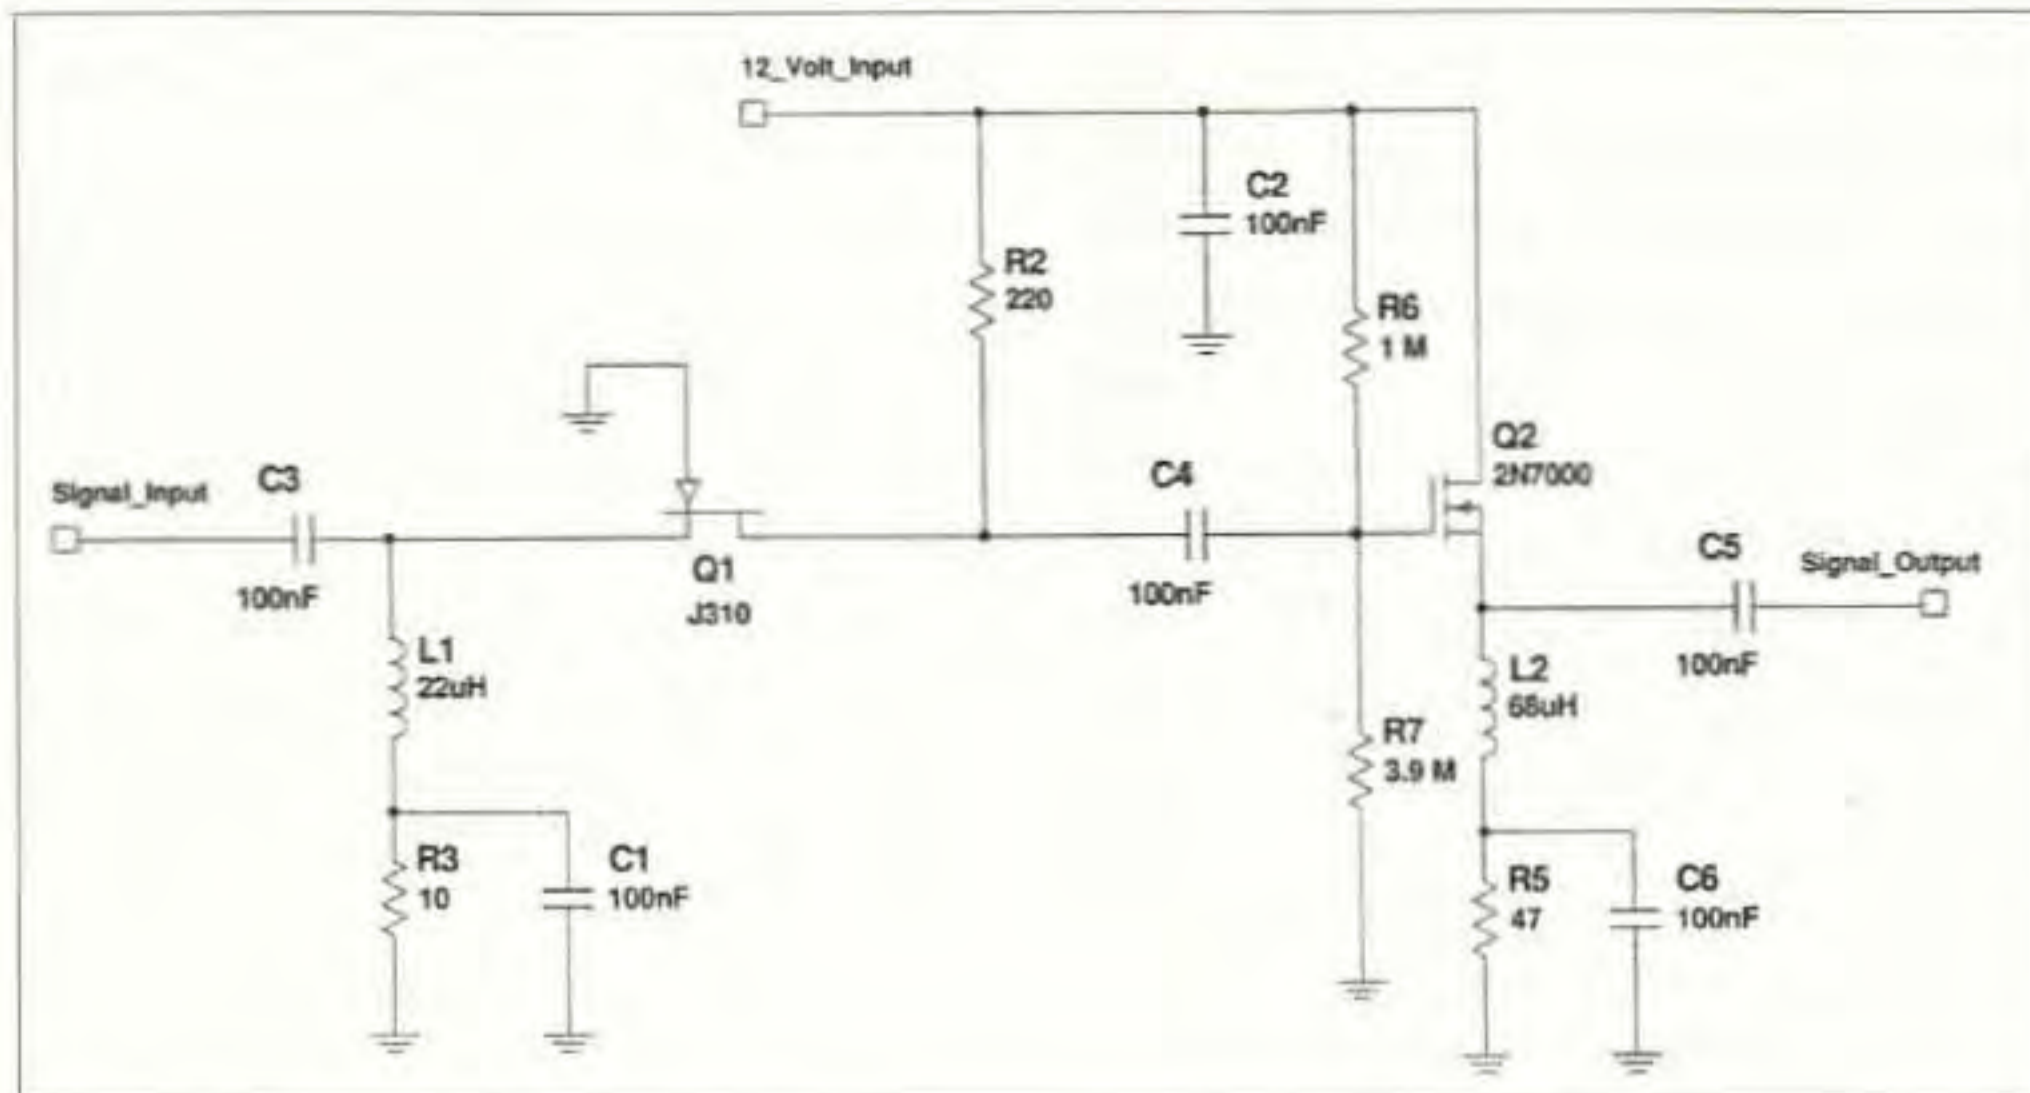 12_Volt_Input
C2
100nF
R2
220
R6
1 M
Q2
2N7000
Signal_Input
C3
100nF
Q1
J310
C4
100nF
C5
100nF
Signal_Output
L1
22uH
L2
68uH
R7
3.9 M
R3
10
C1
100nF
R5
47
C6
100nF